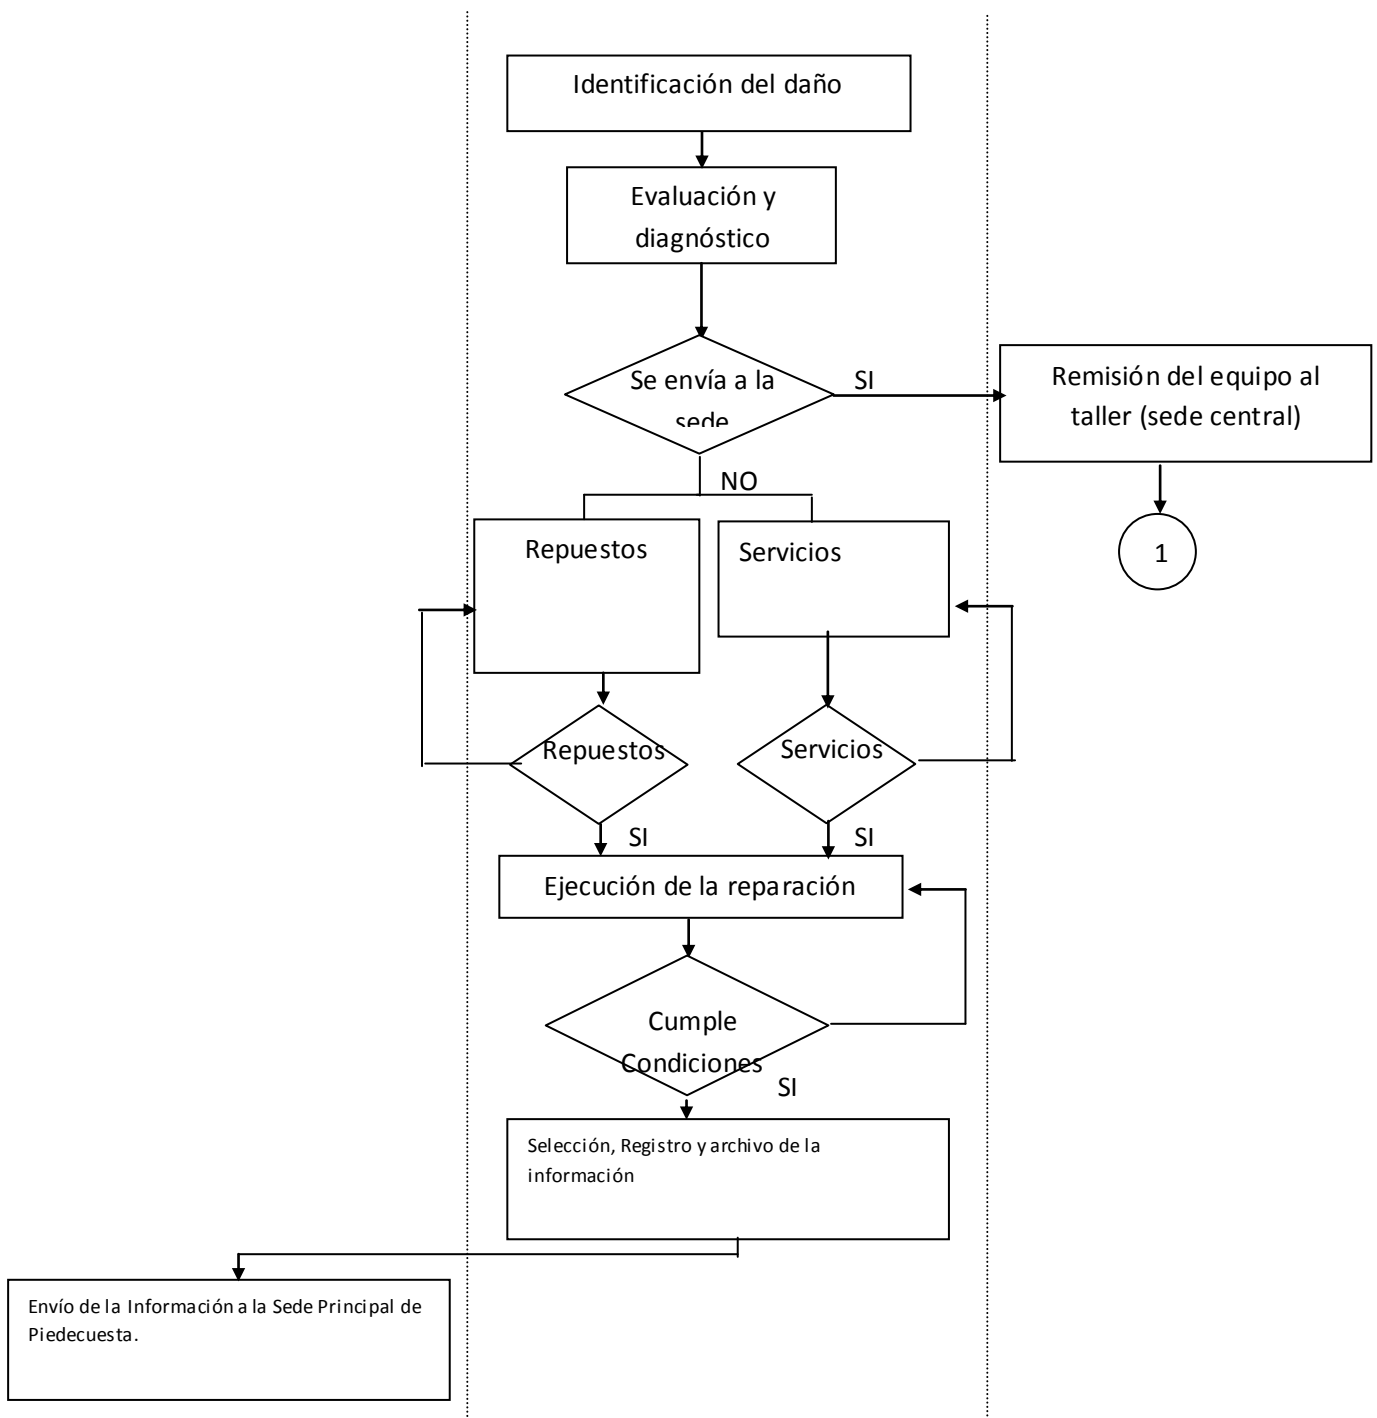 Identificación del daño
Evaluación y
diagnóstico
Se envía a la
sede
SI
Remisión del equipo al
taller (sede central)
NO
1
Repuestos
Servicios
Repuestos
Servicios
SI
SI
Ejecución de la reparación
Cumple
Condiciones
SI
Selección, Registro y archivo de la
información
Envío de la Información a la Sede Principal de
Piedecuesta.